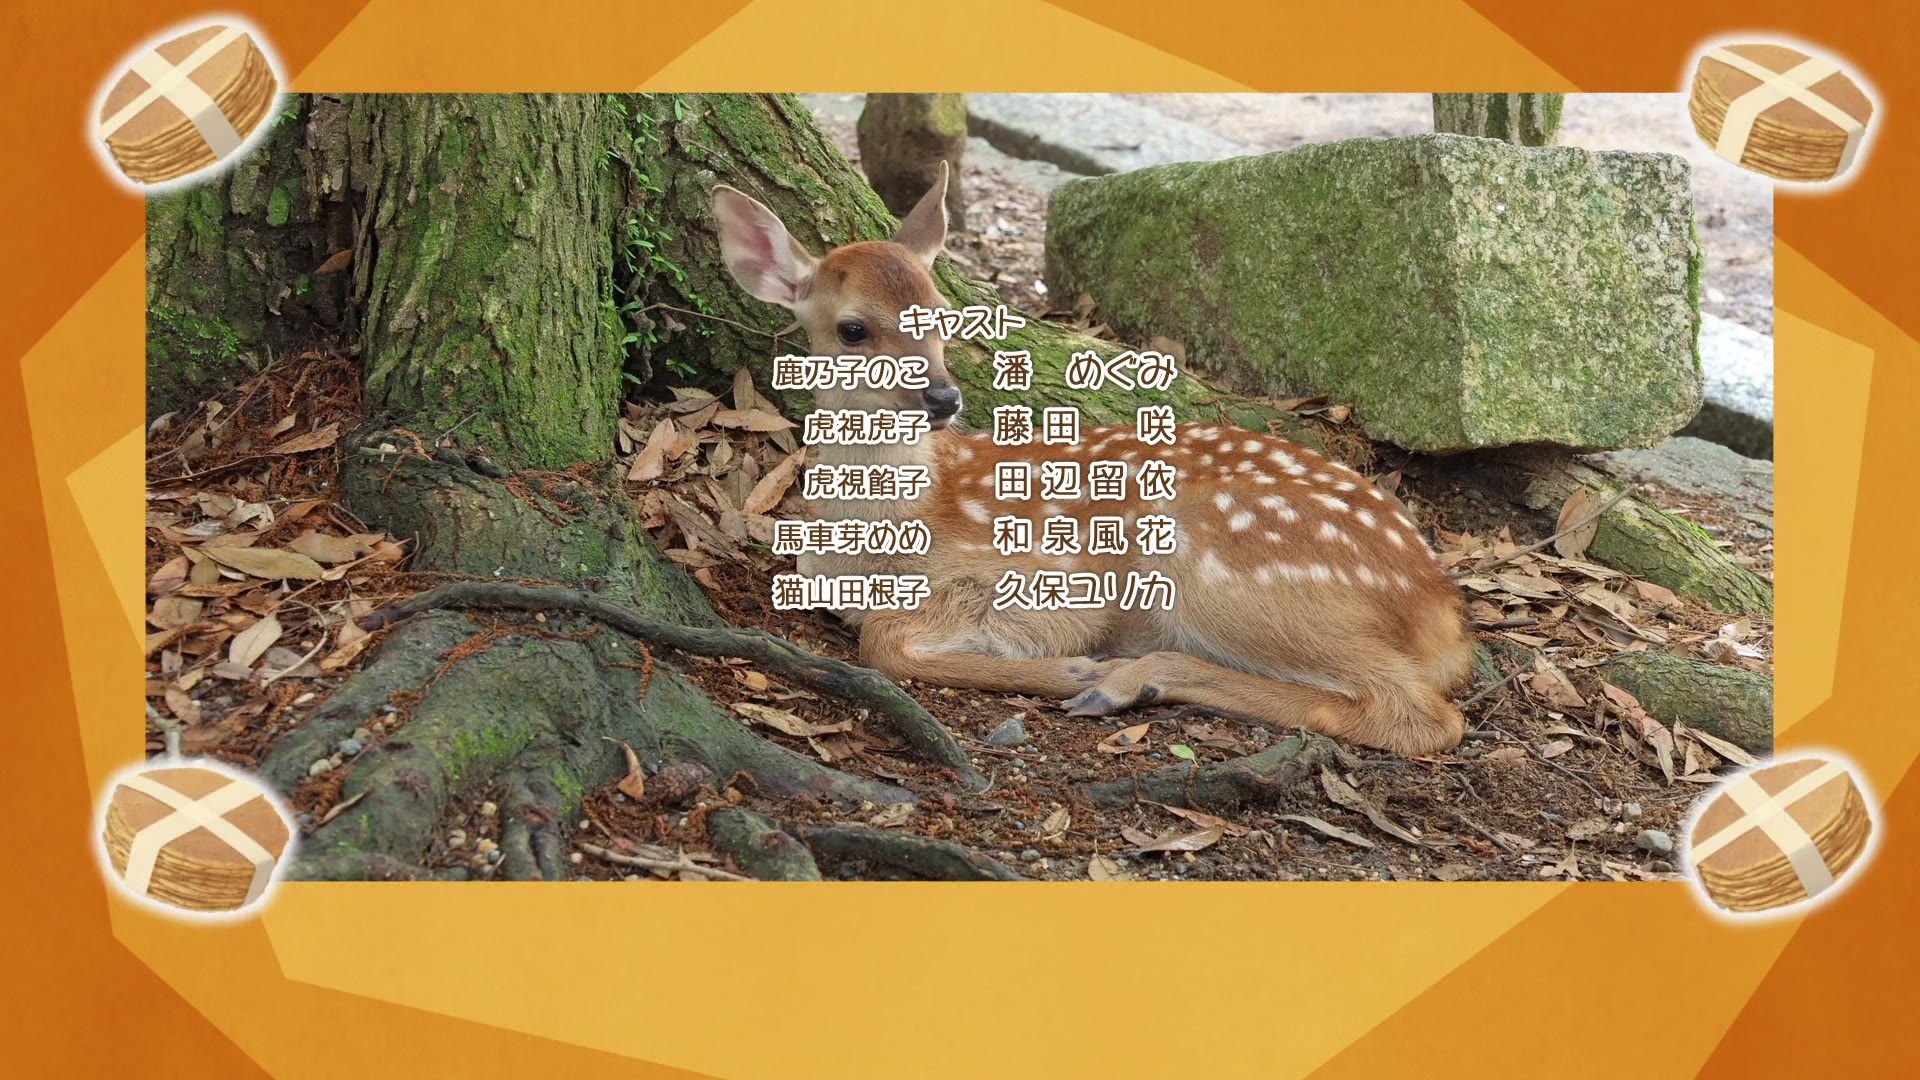 キャスト
鹿乃子のこ 潘 めぐみ
虎視虎子 藤田 咲
虎視餡子 田辺留依
馬車芽めめ 和泉風花
猫山田根子 久保ユリカ